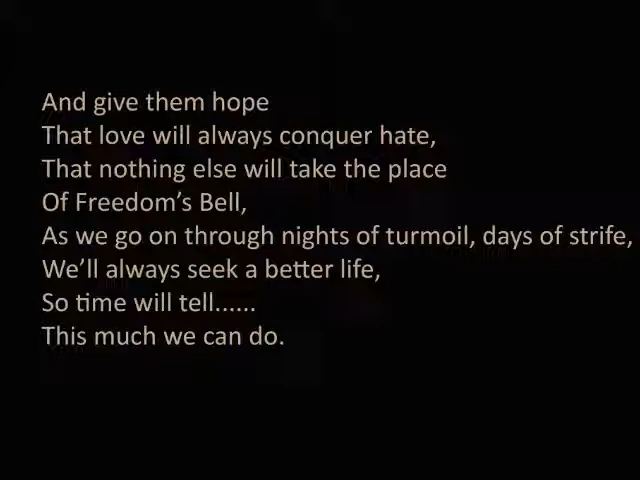 And give them hope
That love will always conquer hate,
That nothing else will take the place
Of Freedom’s Bell,
As we go on through nights of turmoil, days of strife,
We’ll always seek a better life,
So time will tell......
This much we can do.